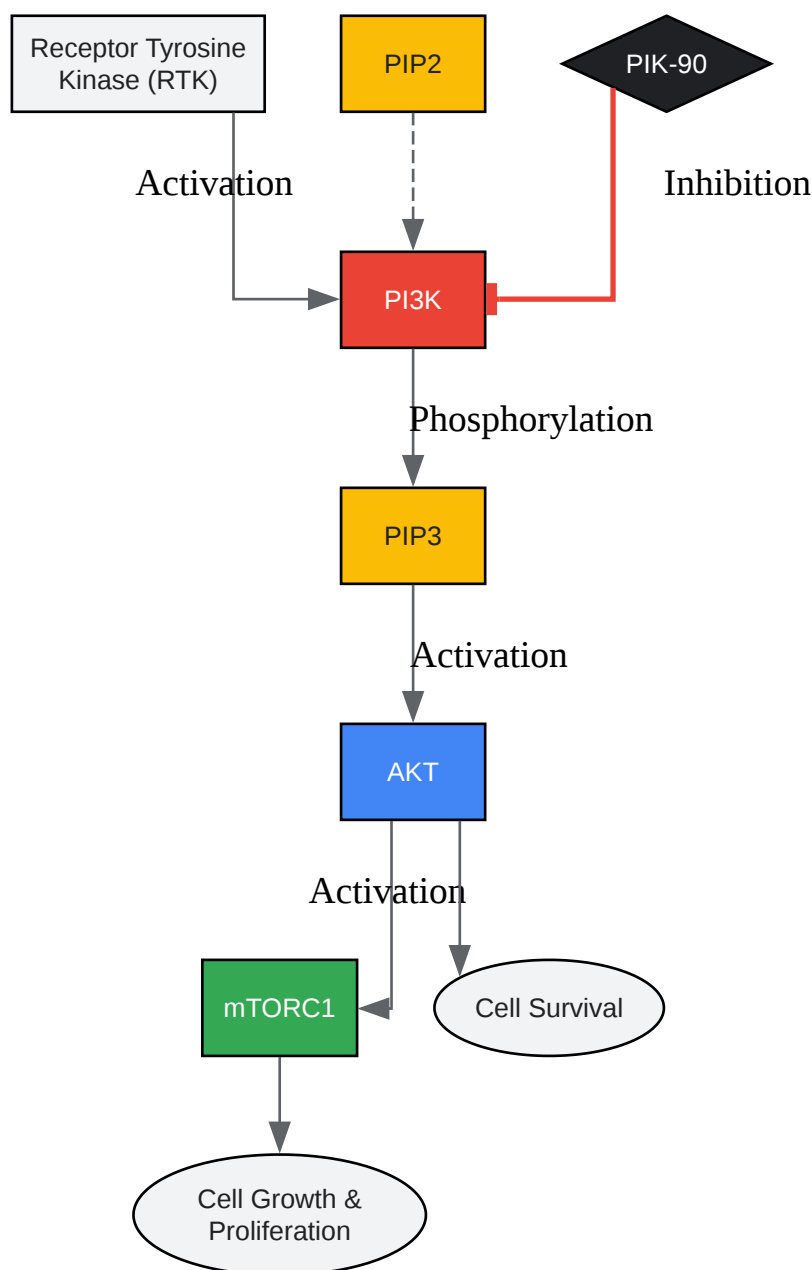 Receptor Tyrosine
Kinase (RTK)
PIP2
PIK-90
Activation
Inhibition
PI3K
Phosphorylation
PIP3
Activation
AKT
Activation
mTORC1
Cell Survival
Cell Growth &
Proliferation